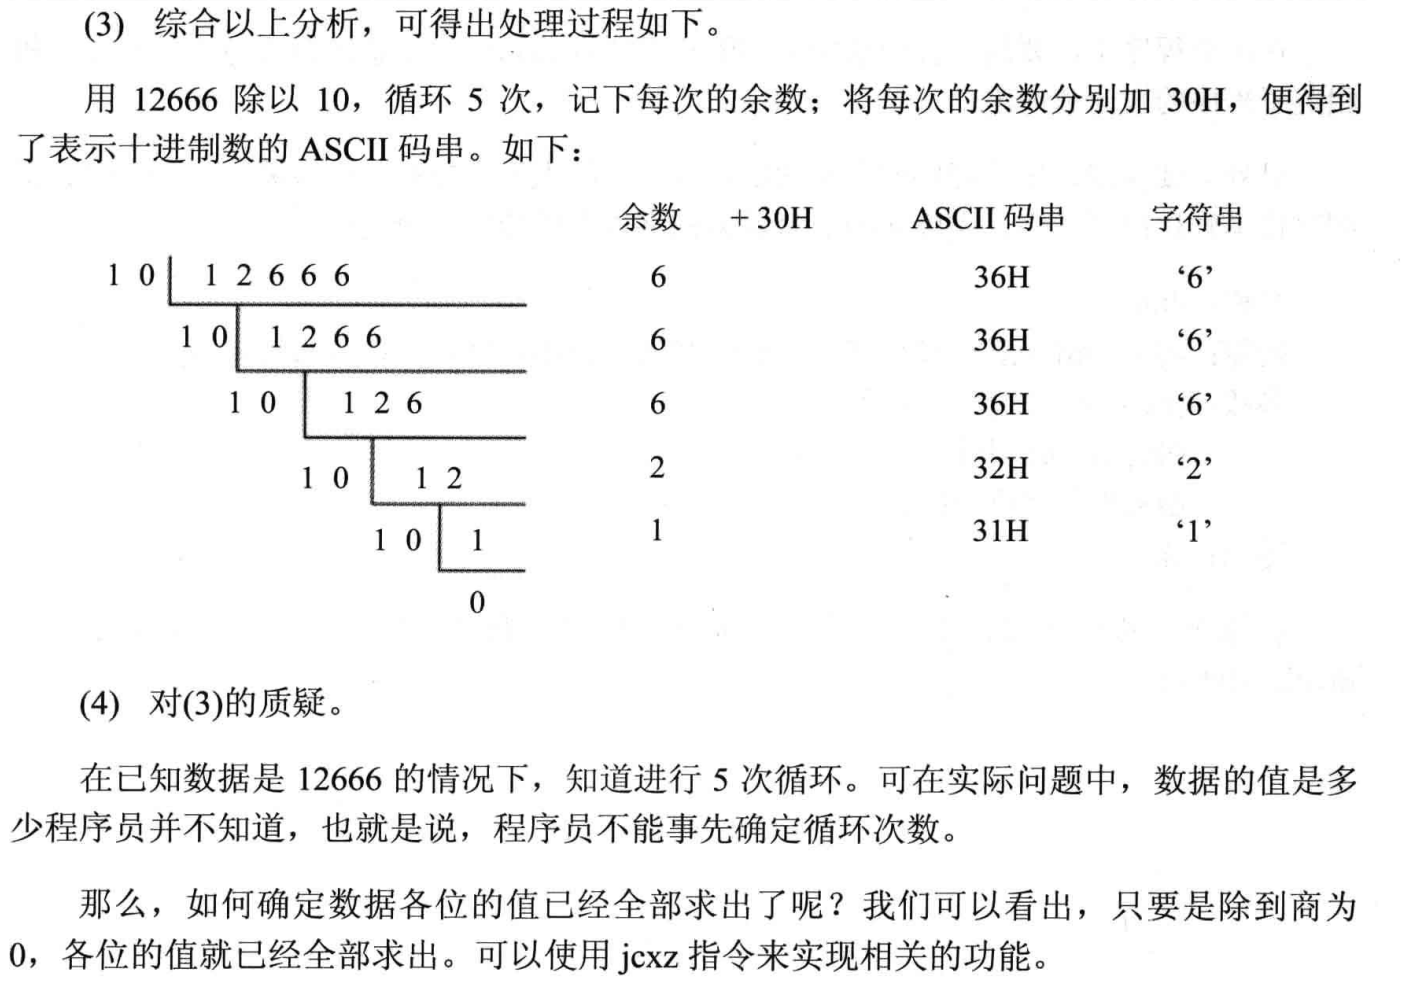 (3) 综合以上分析，可得出处理过程如下。
用 12666 除以 10，循环 5 次，记下每次的余数；将每次的余数分别加 30H，便得到
了表示十进制数的 ASCII 码串。如下：
余数 + 30H ASCII 码串 字符串
10 12666 6 36H ‘6’
10 1266 6 36H ‘6’
10 126 6 36H ‘6’
10 12 2 32H ‘2’
10 1 1 31H ‘1’
0
(4) 对(3)的质疑。
在已知数据是 12666 的情况下，知道进行 5 次循环。可在实际问题中，数据的值是多
少程序员并不知道，也就是说，程序员不能事先确定循环次数。
那么，如何确定数据各位的值已经全部求出了呢？我们可以看出，只要是除到商为
0，各位的值就已经全部求出。可以使用 jcxz 指令来实现相关的功能。